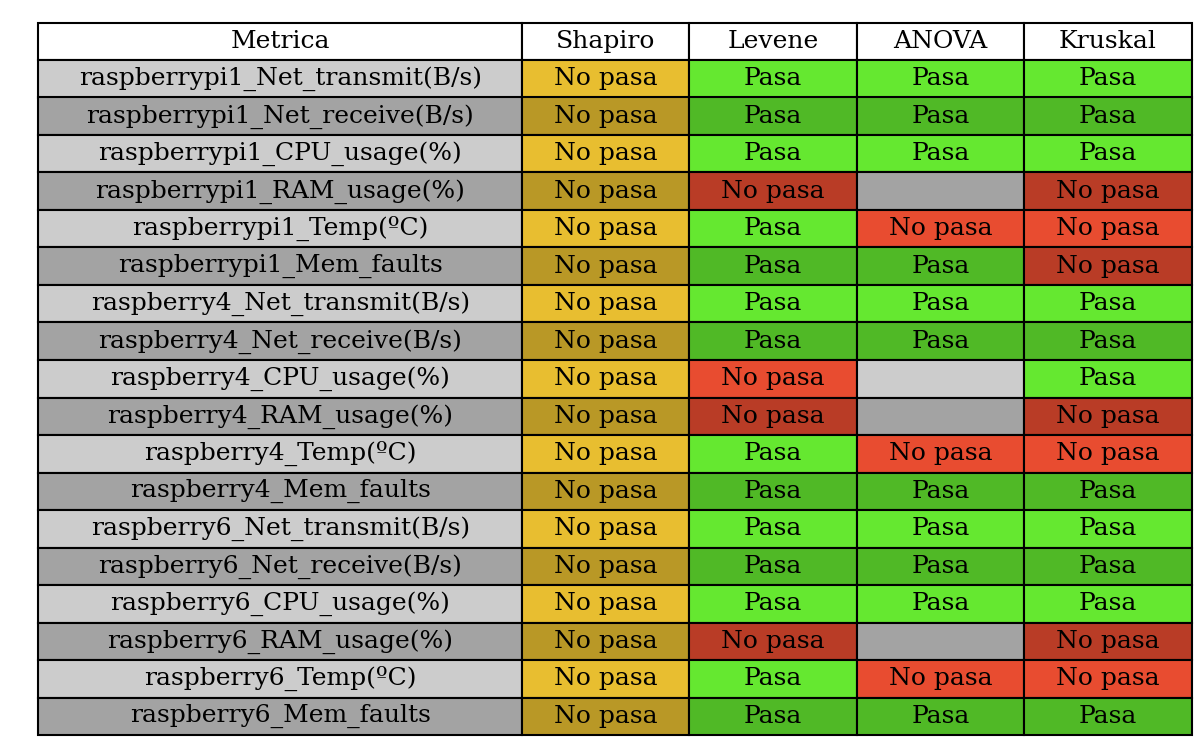 Metrica Shapiro Levene ANOVA Kruskal
raspberrypi1_Net_transmit(B/s) No pasa Pasa Pasa Pasa
raspberrypi1_Net_receive(B/s) No pasa Pasa Pasa Pasa
raspberrypi1_CPU_usage(%) No pasa Pasa Pasa Pasa
raspberrypi1_RAM_usage(%) No pasa No pasa No pasa
raspberrypi1_Temp(ºC) No pasa Pasa No pasa No pasa
raspberrypi1_Mem_faults No pasa Pasa Pasa No pasa
raspberry4_Net_transmit(B/s) No pasa Pasa Pasa Pasa
raspberry4_Net_receive(B/s) No pasa Pasa Pasa Pasa
raspberry4_CPU_usage(%) No pasa No pasa Pasa
raspberry4_RAM_usage(%) No pasa No pasa No pasa
raspberry4_Temp(ºC) No pasa Pasa No pasa No pasa
raspberry4_Mem_faults No pasa Pasa Pasa Pasa
raspberry6_Net_transmit(B/s) No pasa Pasa Pasa Pasa
raspberry6_Net_receive(B/s) No pasa Pasa Pasa Pasa
raspberry6_CPU_usage(%) No pasa Pasa Pasa Pasa
raspberry6_RAM_usage(%) No pasa No pasa No pasa
raspberry6_Temp(ºC) No pasa Pasa No pasa No pasa
raspberry6_Mem_faults No pasa Pasa Pasa Pasa